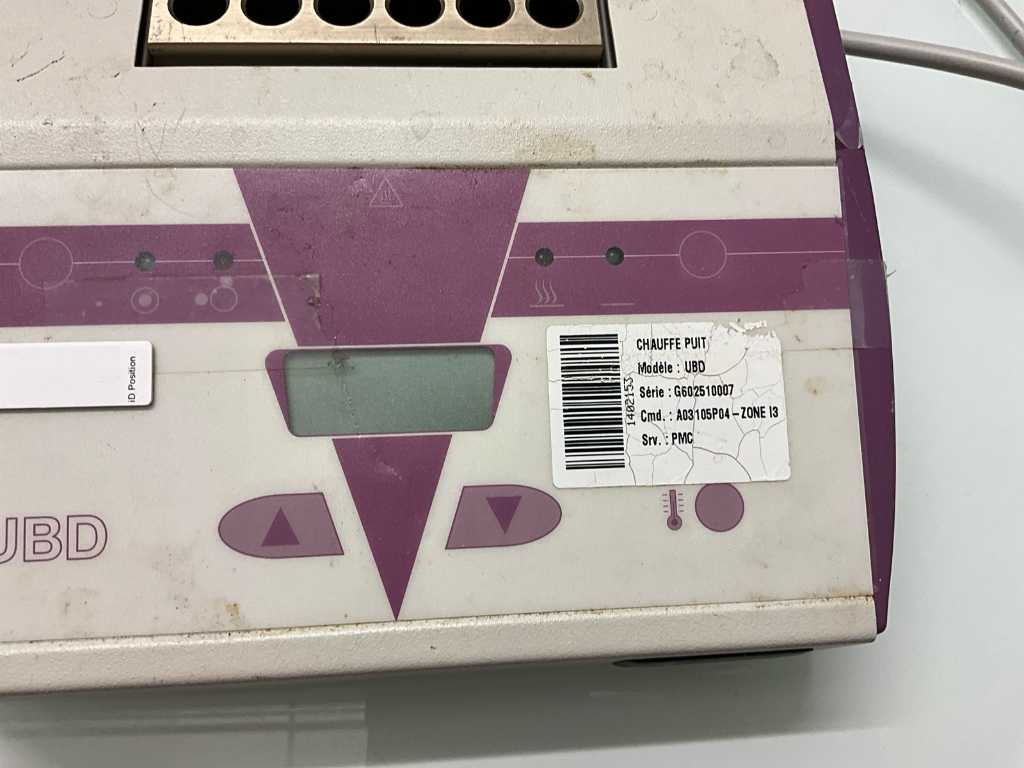 CHAUFFE PUIT
Modèle : UBD
Série : G602510007
Cmd. : A03105P04-ZONE I3
Srv. : PMC
1402153
iD Position
UBD